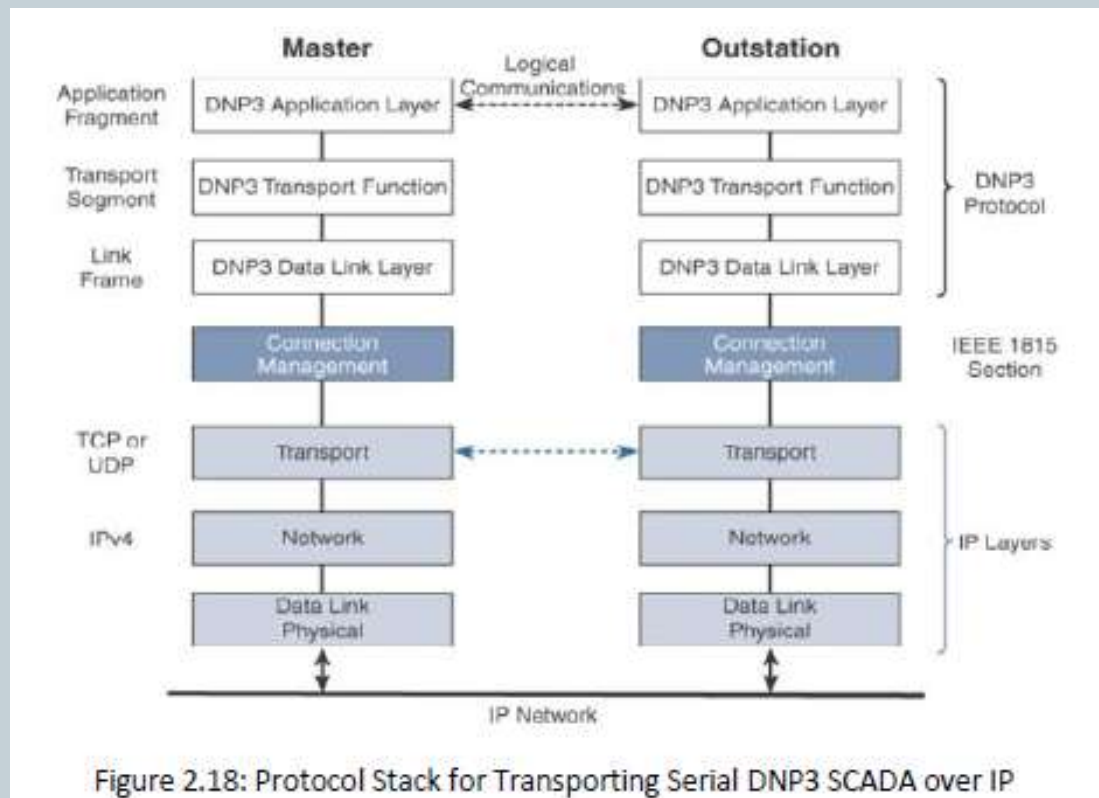 Master
Outstation
Logical
Communications
Application
Fragment
DNP3 Application Layer
DNP3 Application Layer
Transport
Sogmont
DNP3 Transport Function
DNP3 Transport Function
DNP3
Protocol
Link
Frame
DNP3 Data Link Layer
DNP3 Data Link Layer
Connection
Management
Connection
Management
IEEE 1815
Section
TCP or
UDP
Transport
Transport
IPv4
Network
Network
IP Layers
Data Link
Physical
Data Link
Physical
IP Network
Figure 2.18: Protocol Stack for Transporting Serial DNP3 SCADA over IP